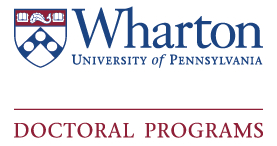 Wharton
UNIVERSITY of PENNSYLVANIA
DOCTORAL PROGRAMS